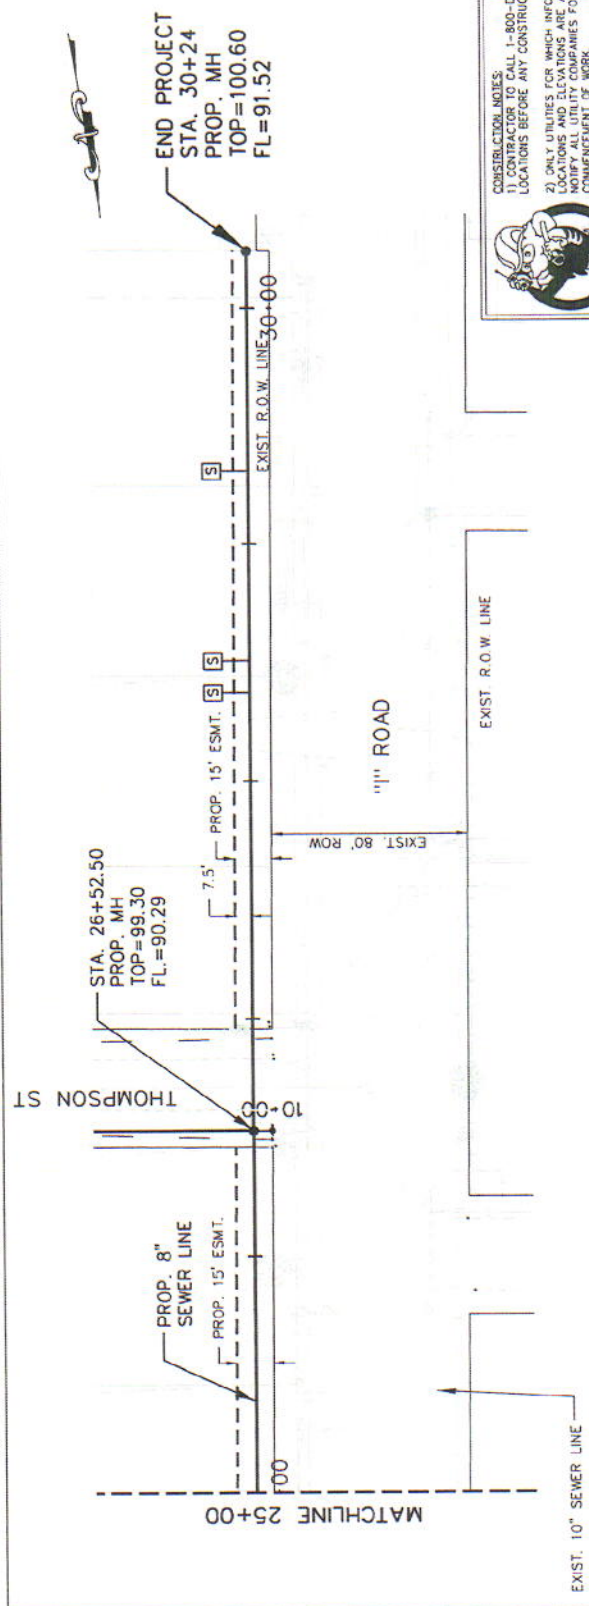 END PROJECT
STA. 30+24
PROP. MH
TOP=100.60
FL=91.52
STA. 26+52.50
PROP. MH
TOP=99.30
FL.=90.29
THOMPSON ST
PROP. 8"
SEWER LINE
PROP. 15' ESMT.
7.5'
PROP. 15' ESMT.
S
S
S
30+00
EXIST. R.O.W. LINE
10+00
00
MATCHLINE 25+00
EXIST. 80' ROW
ROAD
EXIST. R.O.W. LINE
EXIST. 10" SEWER LINE
CONSTRUCTION NOTES:
1) CONTRACTOR TO CALL 1-800-D
LOCATIONS BEFORE ANY CONSTRUC
2) ONLY UTILITIES FOR WHICH INFO
LOCATIONS AND ELEVATIONS ARE A
NOTIFY ALL UTILITY COMPANIES FO
COMMENCEMENT OF WORK.